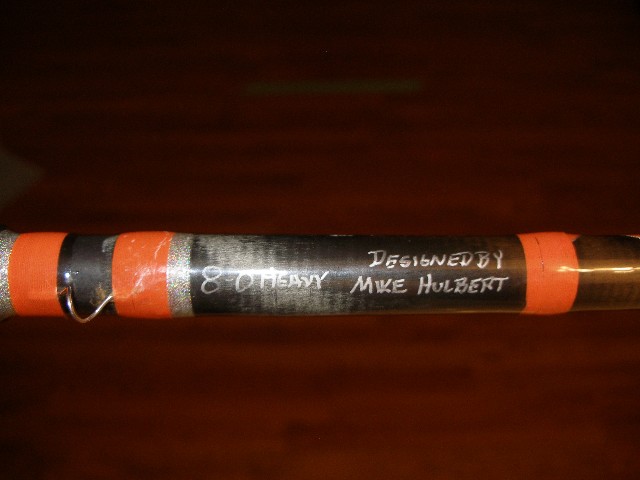 8-0 HEAVY
DESIGNED BY
MIKE HULBERT